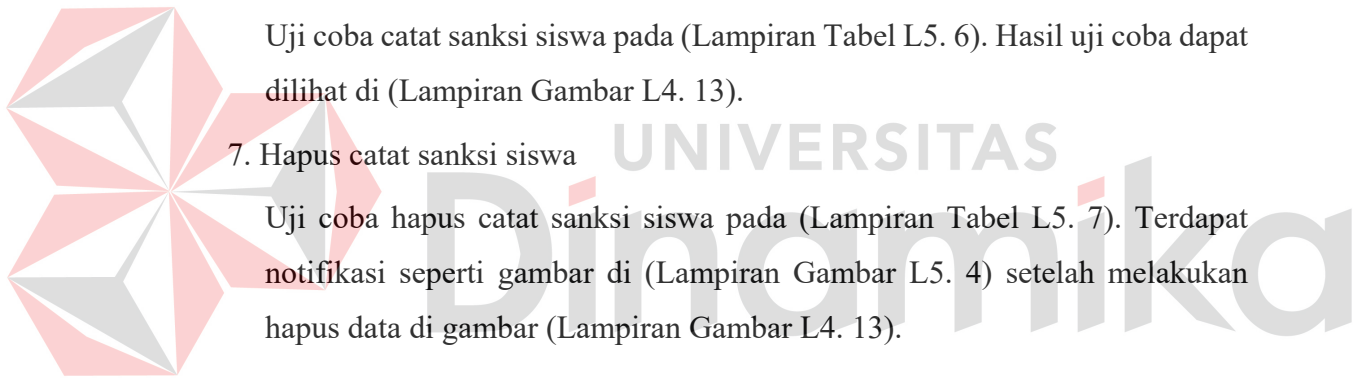 Uji coba catat sanksi siswa pada (Lampiran Tabel L5. 6). Hasil uji coba dapat
dilihat di (Lampiran Gambar L4. 13).
UNIVERSITAS
Dinamika
7. Hapus catat sanksi siswa
Uji coba hapus catat sanksi siswa pada (Lampiran Tabel L5. 7). Terdapat
notifikasi seperti gambar di (Lampiran Gambar L5. 4) setelah melakukan
hapus data di gambar (Lampiran Gambar L4. 13).